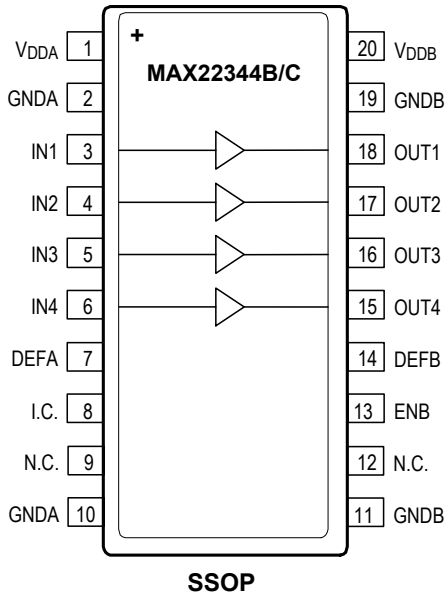 +
MAX22344B/C
VDDA 1 20 VDDB
GNDA 2 19 GNDB
IN1 3 18 OUT1
IN2 4 17 OUT2
IN3 5 16 OUT3
IN4 6 15 OUT4
DEFA 7 14 DEFB
I.C. 8 13 ENB
N.C. 9 12 N.C.
GNDA 10 11 GNDB
SSOP